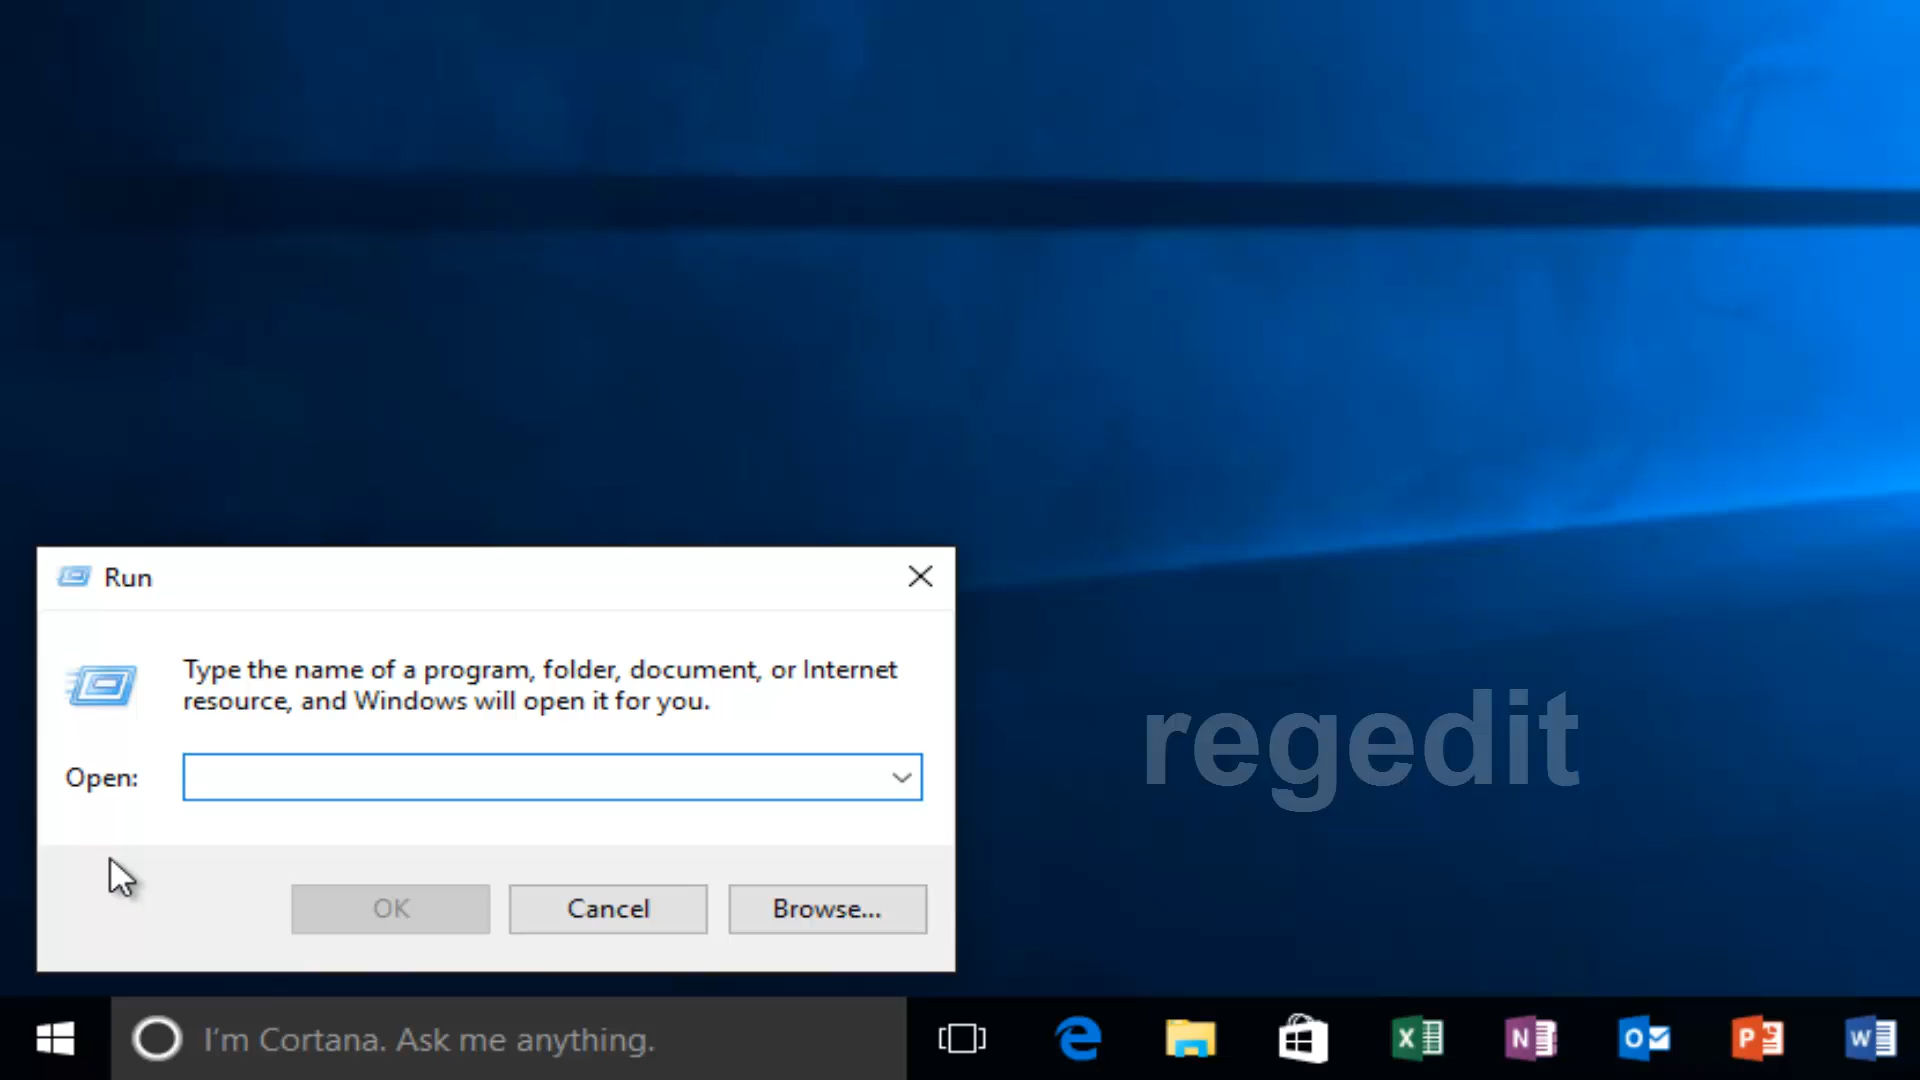 Run
Type the name of a program, folder, document, or Internet
resource, and Windows will open it for you.
Open:
regedit
OK
Cancel
Browse...
I'm Cortana. Ask me anything.
X
N
O
P
W